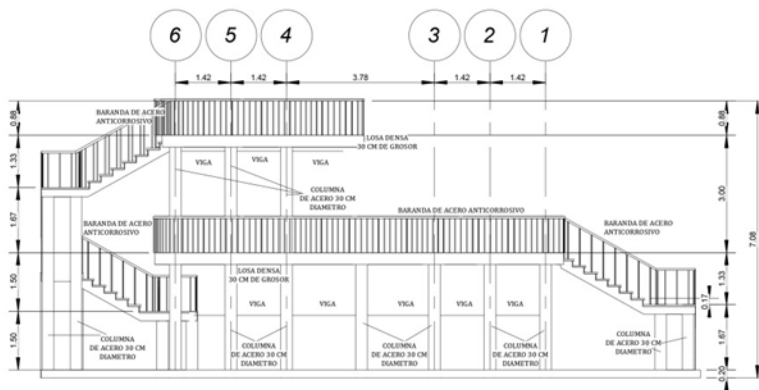 6 5 4 3 2 1
1.42 1.42 3.78 1.42 1.42
0.88
BARANDA DE ACERO
ANTICORROSIVO
0.88
LOSA DENSA
30 CM DE GROSOR
1.33
VIGA VIGA VIGA
COLUMNA
DE ACERO 30 CM
DIAMETRO
3.00
1.67
BARANDA DE ACERO ANTICORROSIVO
BARANDA DE ACERO
ANTICORROSIVO
BARANDA DE ACERO
ANTICORROSIVO
7.08
1.50
LOSA DENSA
30 CM DE GROSOR
1.33
0.17
VIGA VIGA VIGA VIGA VIGA
1.50
COLUMNA
DE ACERO 30 CM
DIAMETRO
COLUMNA
DE ACERO 30 CM
DIAMETRO
COLUMNA
DE ACERO 30 CM
DIAMETRO
COLUMNA
DE ACERO 30 CM
DIAMETRO
COLUMNA
DE ACERO 30 CM
DIAMETRO
1.67
0.20